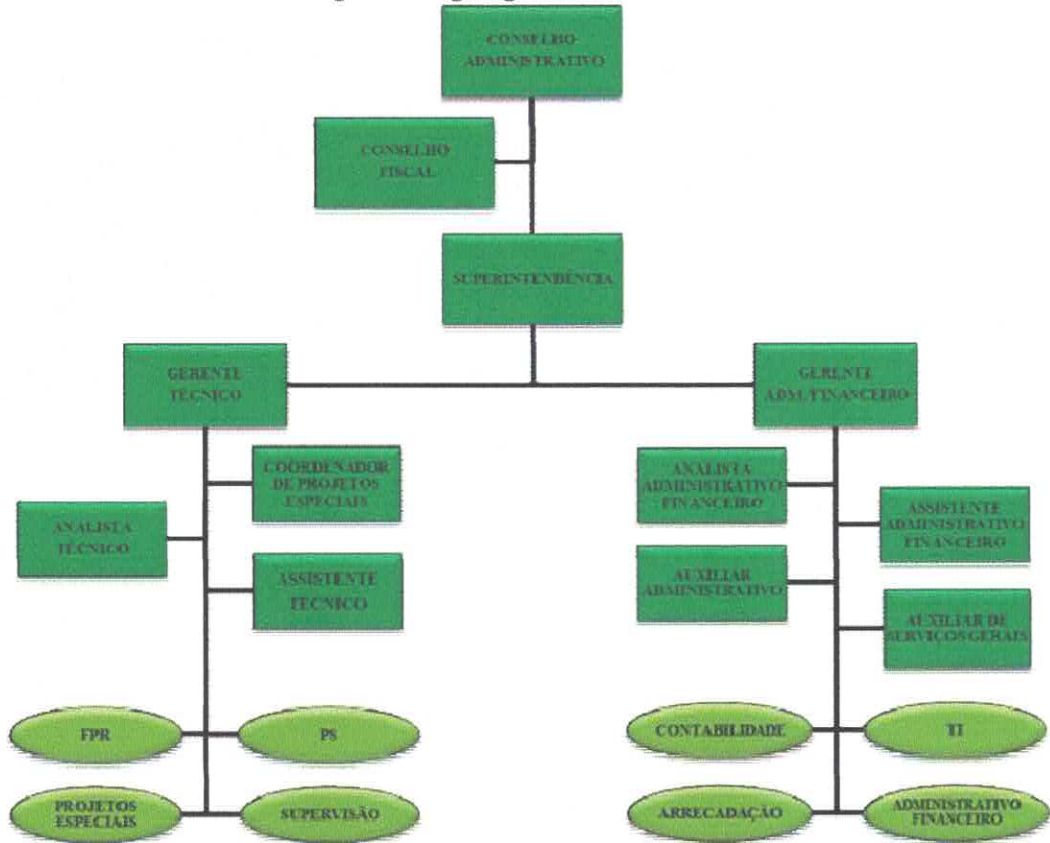 CONSELHO
ADMINISTRATIVO
CONSELHO
FISCAL
SUPERINTENDÊNCIA
GERENTE
TÉCNICO
GERENTE
ADM./FINANCEIRO
COORDENADOR
DE PROJETOS
ESPECIAIS
ANALISTA
TÉCNICO
ASSISTENTE
TECNICO
ANALISTA
ADMINISTRATIVO
FINANCEIRO
ASSISTENTE
ADMINISTRATIVO
FINANCEIRO
AUXILIAR
ADMINISTRATIVO
AUXILIAR DE
SERVIÇOS GERAIS
FPR
PS
PROJETOS
ESPECIAIS
SUPERVISÃO
CONTABILIDADE
TI
ARRECADAÇÃO
ADMINISTRATIVO
FINANCEIRO